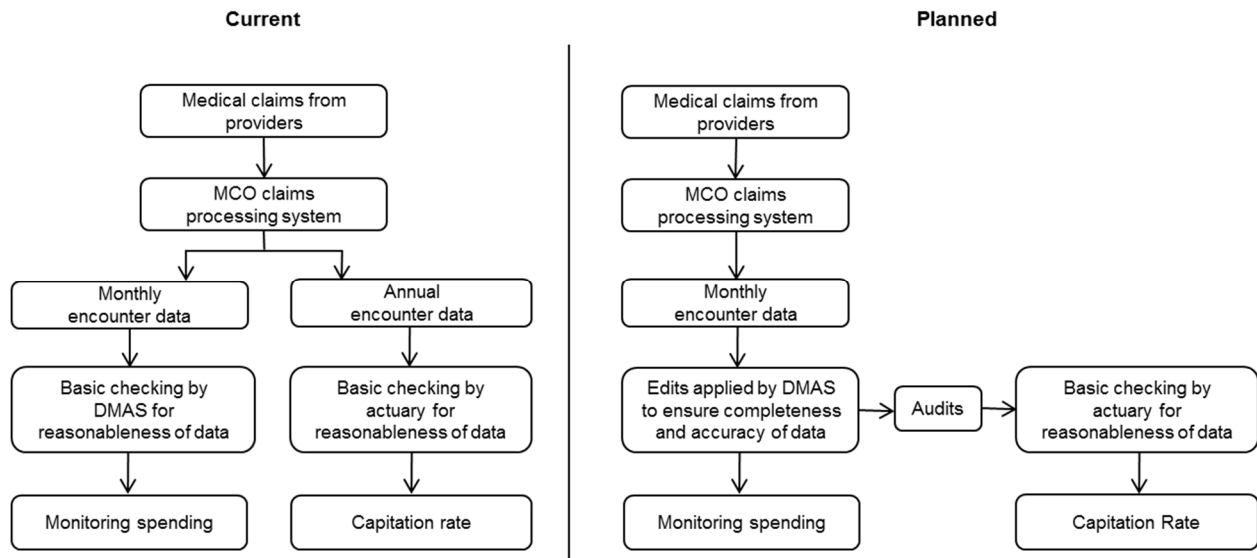 Current
Medical claims from
providers
MCO claims
processing system
Monthly
encounter data
Annual
encounter data
Basic checking by
DMAS for
reasonableness of data
Basic checking by
actuary for
reasonableness of data
Monitoring spending
Capitation rate
Planned
Medical claims from
providers
MCO claims
processing system
Monthly
encounter data
Edits applied by DMAS
to ensure completeness
and accuracy of data
Audits
Basic checking by
actuary for
reasonableness of data
Monitoring spending
Capitation Rate